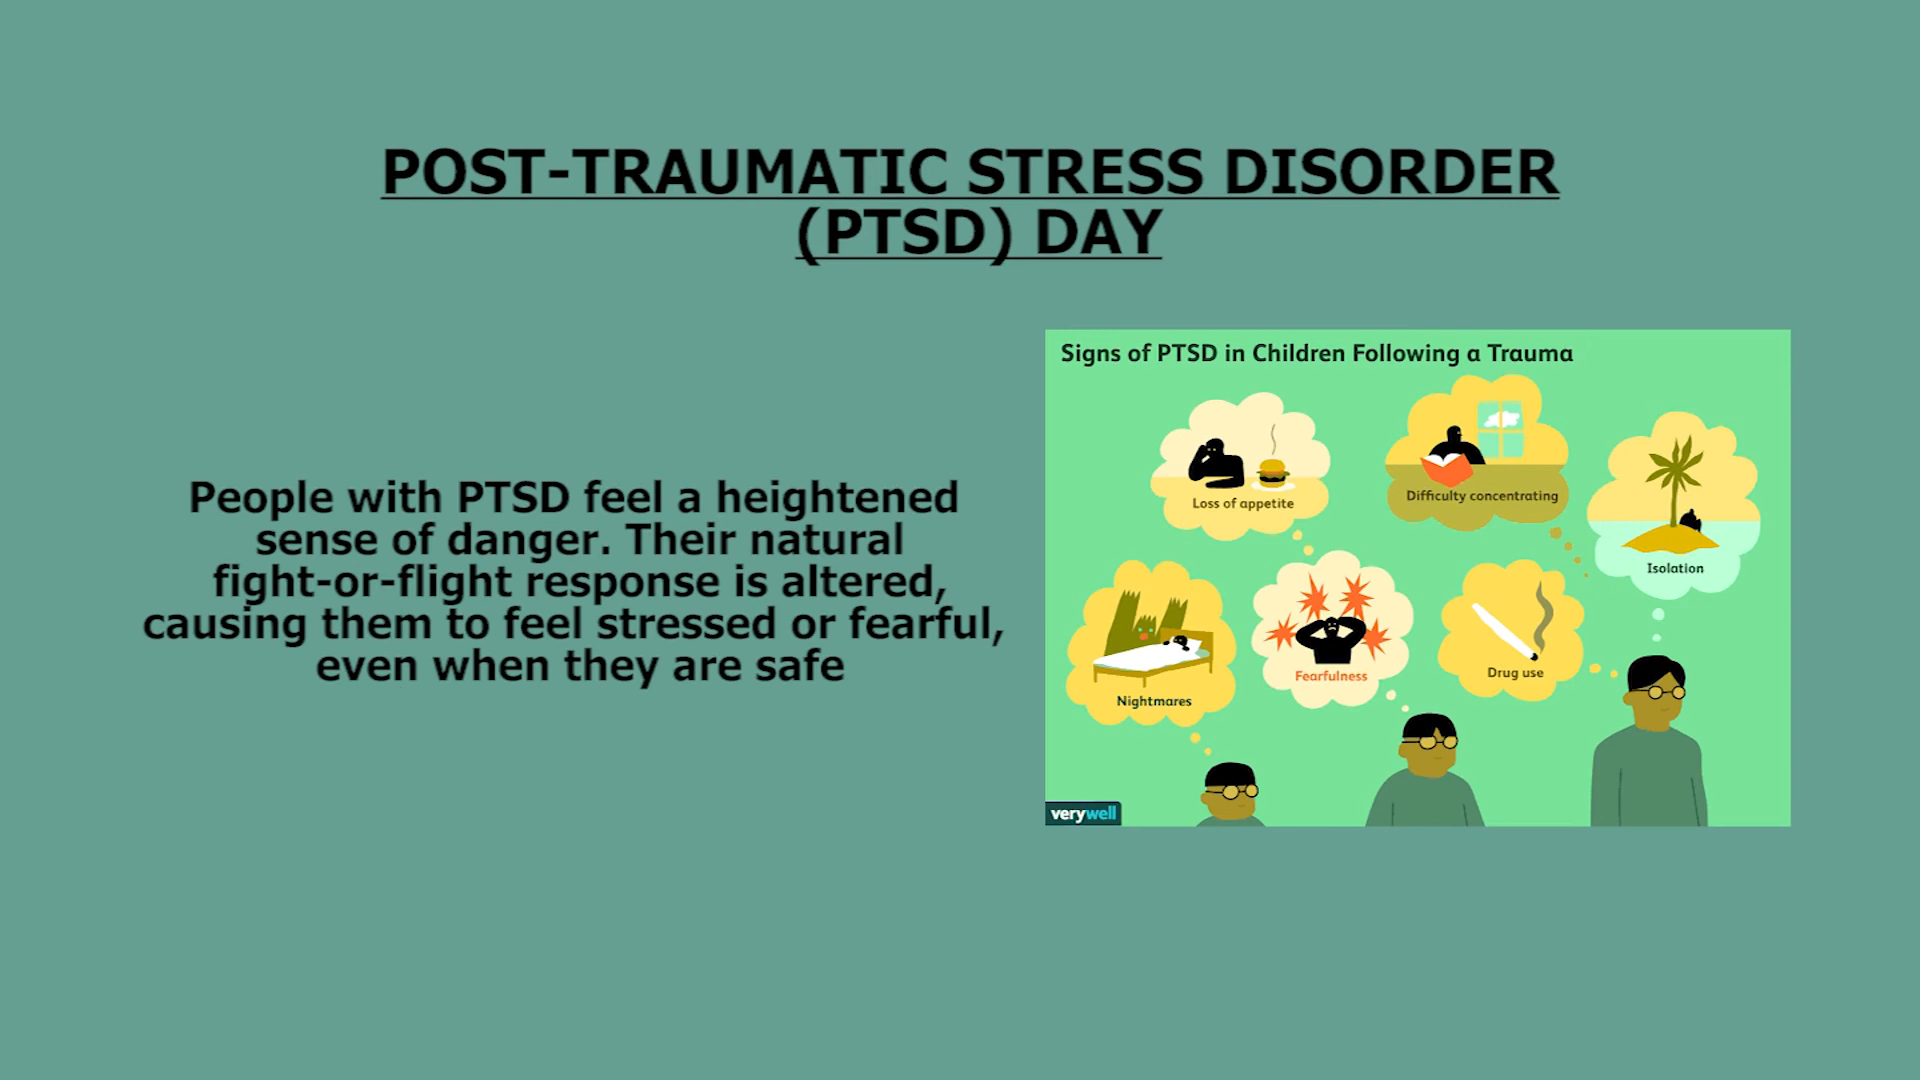 POST-TRAUMATIC STRESS DISORDER
(PTSD) DAY
People with PTSD feel a heightened
sense of danger. Their natural
fight-or-flight response is altered,
causing them to feel stressed or fearful,
even when they are safe
Signs of PTSD in Children Following a Trauma
Loss of appetite
Difficulty concentrating
Isolation
Nightmares
Fearfulness
Drug use
verywell